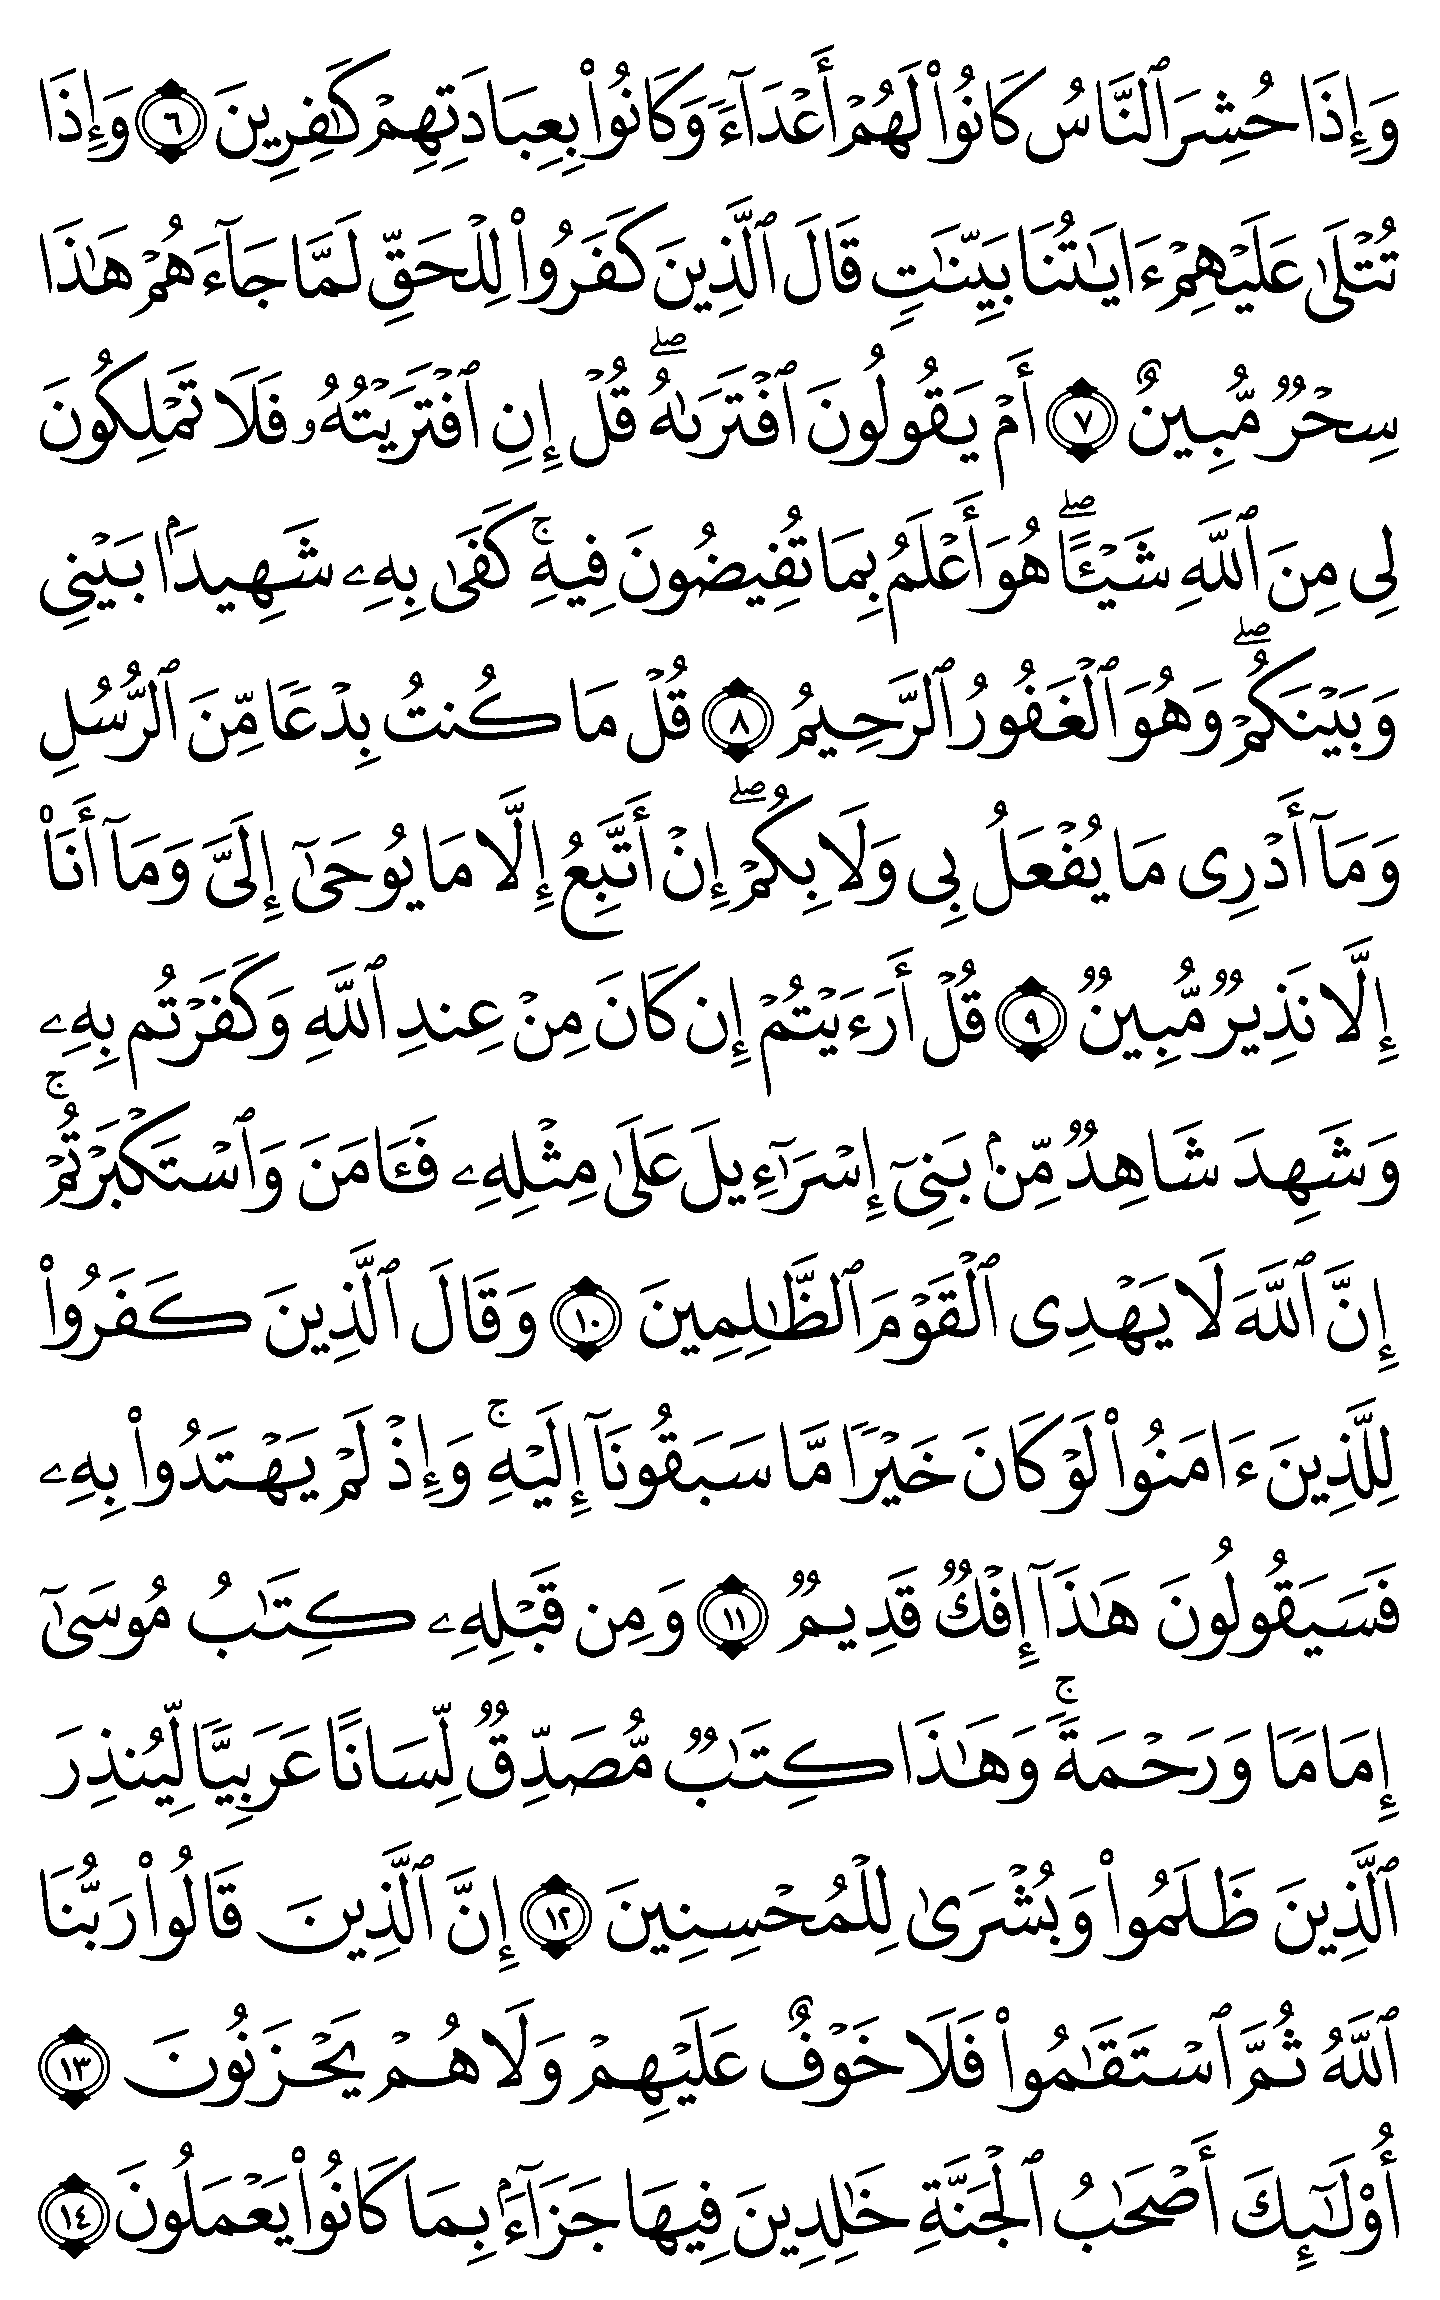 وَإِذَا حُشِرَ ٱلنَّاسُ كَانُوا۟ لَهُمْ أَعْدَآءً وَكَانُوا۟ بِعِبَادَتِهِمْ كَـٰفِرِينَ ٦ وَإِذَا
تُتْلَىٰ عَلَيْهِمْ ءَايَـٰتُنَا بَيِّنَـٰتٍ قَالَ ٱلَّذِينَ كَفَرُوا۟ لِلْحَقِّ لَمَّا جَآءَهُمْ هَـٰذَا
سِحْرٌ مُّبِينٌ ٧ أَمْ يَقُولُونَ ٱفْتَرَىٰهُ ۖ قُلْ إِنِ ٱفْتَرَيْتُهُۥ فَلَا تَمْلِكُونَ
لِى مِنَ ٱللَّهِ شَيْـًٔا ۖ هُوَ أَعْلَمُ بِمَا تُفِيضُونَ فِيهِ ۚ كَفَىٰ بِهِۦ شَهِيدًۢا بَيْنِى
وَبَيْنَكُمْ ۖ وَهُوَ ٱلْغَفُورُ ٱلرَّحِيمُ ٨ قُلْ مَا كُنتُ بِدْعًا مِّنَ ٱلرُّسُلِ
وَمَآ أَدْرِى مَا يُفْعَلُ بِى وَلَا بِكُمْ ۖ إِنْ أَتَّبِعُ إِلَّا مَا يُوحَىٰٓ إِلَىَّ وَمَآ أَنَا۠
إِلَّا نَذِيرٌ مُّبِينٌ ٩ قُلْ أَرَءَيْتُمْ إِن كَانَ مِنْ عِندِ ٱللَّهِ وَكَفَرْتُم بِهِۦ
وَشَهِدَ شَاهِدٌ مِّنۢ بَنِىٓ إِسْرَٰٓءِيلَ عَلَىٰ مِثْلِهِۦ فَـَٔامَنَ وَٱسْتَكْبَرْتُمْ ۚ
إِنَّ ٱللَّهَ لَا يَهْدِى ٱلْقَوْمَ ٱلظَّـٰلِمِينَ ١٠ وَقَالَ ٱلَّذِينَ كَفَرُوا۟
لِلَّذِينَ ءَامَنُوا۟ لَوْ كَانَ خَيْرًا مَّا سَبَقُونَآ إِلَيْهِ ۚ وَإِذْ لَمْ يَهْتَدُوا۟ بِهِۦ
فَسَيَقُولُونَ هَـٰذَآ إِفْكٌ قَدِيمٌ ١١ وَمِن قَبْلِهِۦ كِتَـٰبُ مُوسَىٰٓ
إِمَامًا وَرَحْمَةً ۚ وَهَـٰذَا كِتَـٰبٌ مُّصَدِّقٌ لِّسَانًا عَرَبِيًّا لِّيُنذِرَ
ٱلَّذِينَ ظَلَمُوا۟ وَبُشْرَىٰ لِلْمُحْسِنِينَ ١٢ إِنَّ ٱلَّذِينَ قَالُوا۟ رَبُّنَا
ٱللَّهُ ثُمَّ ٱسْتَقَـٰمُوا۟ فَلَا خَوْفٌ عَلَيْهِمْ وَلَا هُمْ يَحْزَنُونَ ١٣
أُو۟لَـٰٓئِكَ أَصْحَـٰبُ ٱلْجَنَّةِ خَـٰلِدِينَ فِيهَا جَزَآءًۢ بِمَا كَانُوا۟ يَعْمَلُونَ ١٤